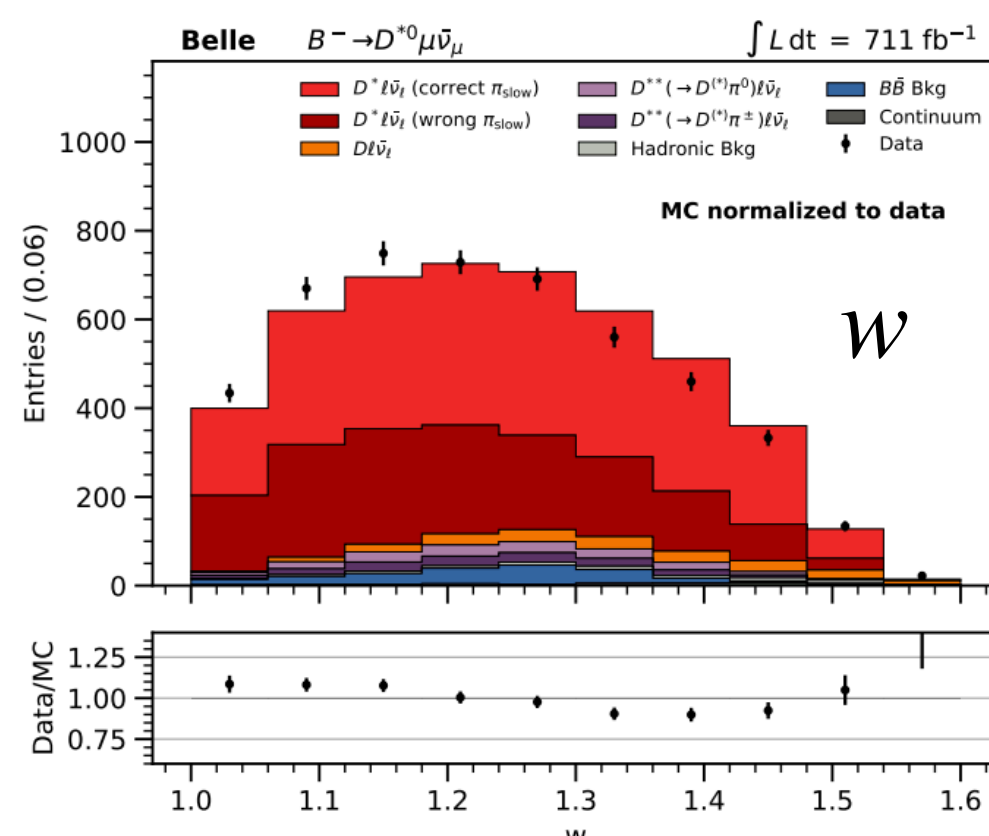 Belle B⁻→D*⁰μν̄_μ ∫L dt = 711 fb⁻¹
D*ℓν̄_ℓ (correct π_slow) D**(→D⁽*⁾π⁰)ℓν̄_ℓ BB̄ Bkg
D*ℓν̄_ℓ (wrong π_slow) D**(→D⁽*⁾π±)ℓν̄_ℓ Continuum
Dℓν̄_ℓ Hadronic Bkg Data
MC normalized to data
w
Entries / (0.06)
1000
800
600
400
200
0
Data/MC
1.25
1.00
0.75
1.0 1.1 1.2 1.3 1.4 1.5 1.6
w